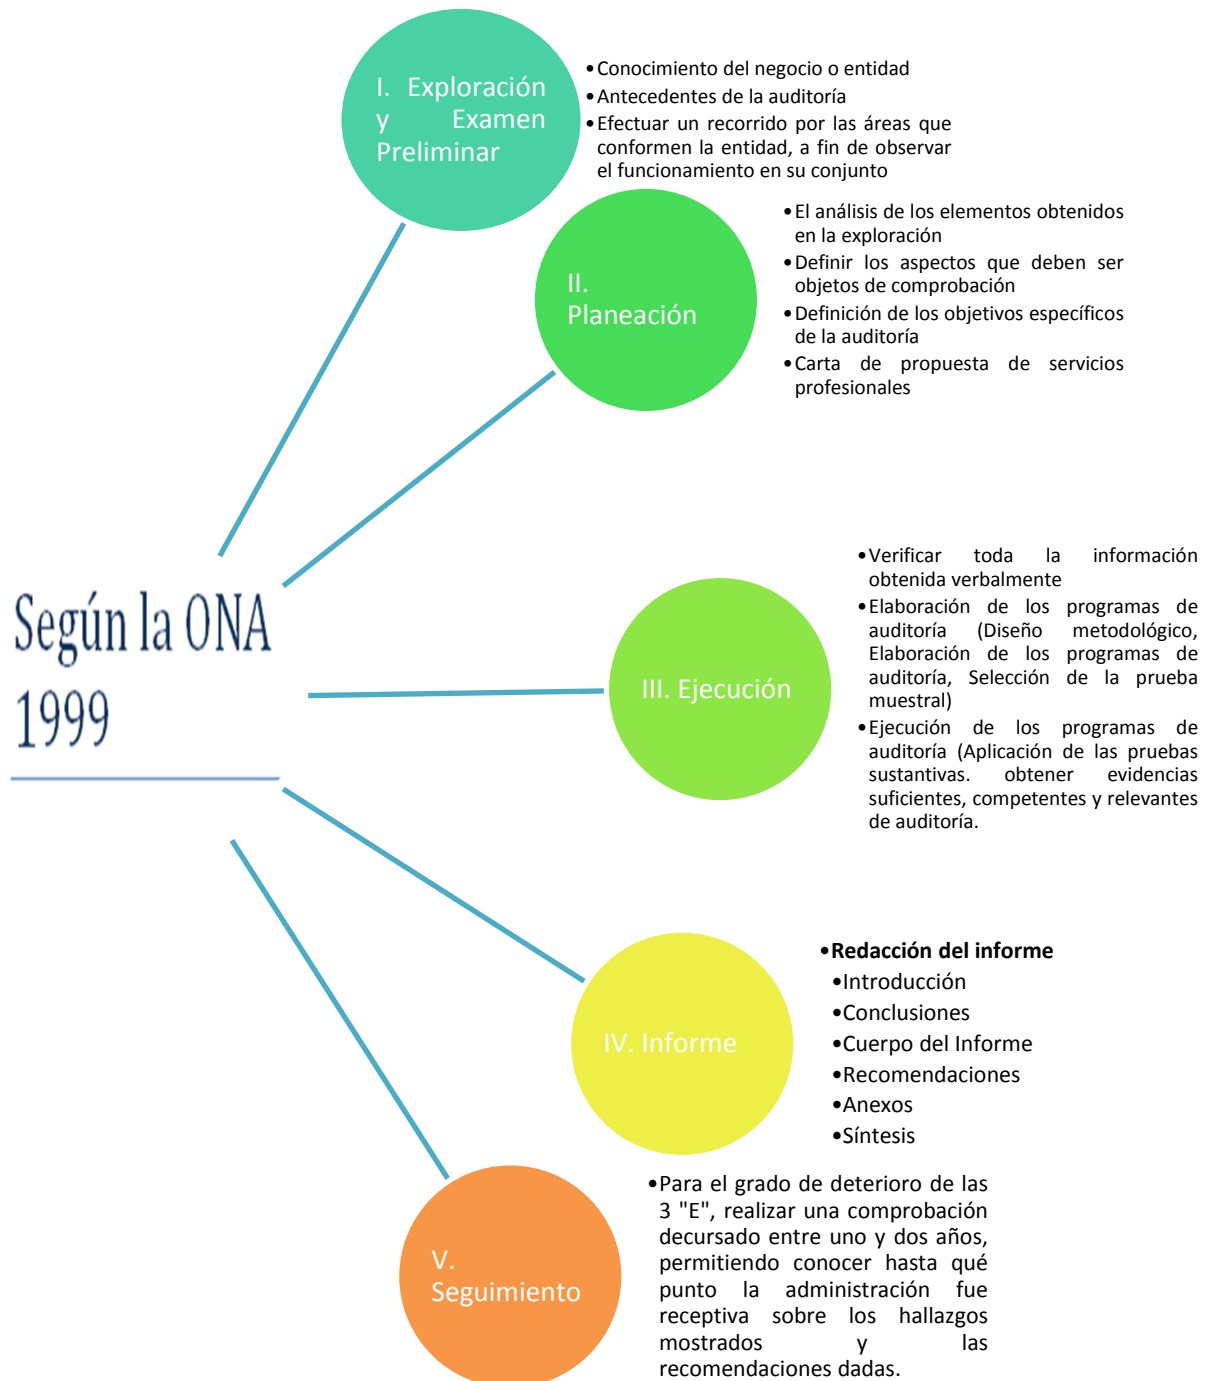 I. Exploración
y Examen
Preliminar
•Conocimiento del negocio o entidad
•Antecedentes de la auditoría
•Efectuar un recorrido por las áreas que
conformen la entidad, a fin de observar
el funcionamiento en su conjunto
II.
Planeación
•El análisis de los elementos obtenidos
en la exploración
•Definir los aspectos que deben ser
objetos de comprobación
•Definición de los objetivos específicos
de la auditoría
•Carta de propuesta de servicios
profesionales
Según la ONA
1999
III. Ejecución
•Verificar toda la información
obtenida verbalmente
•Elaboración de los programas de
auditoría (Diseño metodológico,
Elaboración de los programas de
auditoría, Selección de la prueba
muestral)
•Ejecución de los programas de
auditoría (Aplicación de las pruebas
sustantivas. obtener evidencias
suficientes, competentes y relevantes
de auditoría.
IV. Informe
•Redacción del informe
•Introducción
•Conclusiones
•Cuerpo del Informe
•Recomendaciones
•Anexos
•Síntesis
V.
Seguimiento
•Para el grado de deterioro de las
3 "E", realizar una comprobación
decursado entre uno y dos años,
permitiendo conocer hasta qué
punto la administración fue
receptiva sobre los hallazgos
mostrados y las
recomendaciones dadas.